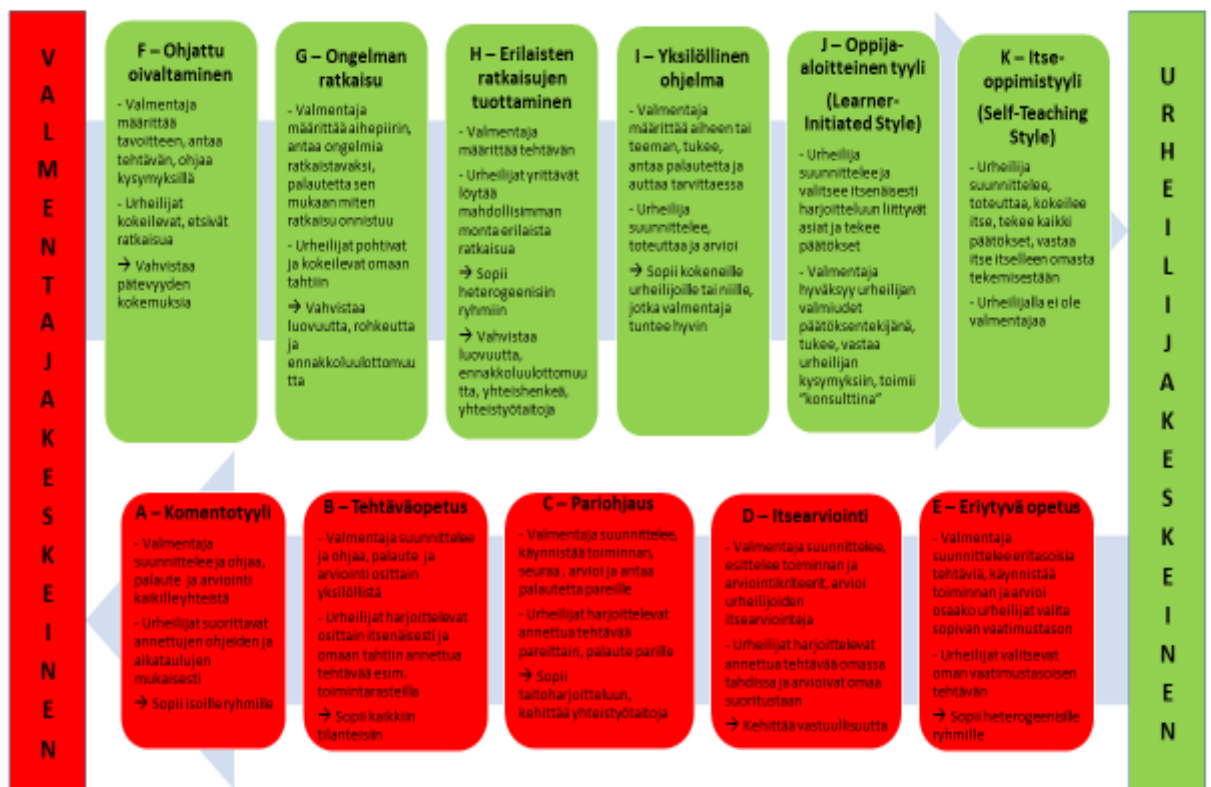 VALMENTAJAKESKEINEN
F – Ohjattu
oivaltaminen
- Valmentaja
määrittää
tavoitteen, antaa
tehtävän, ohjaa
kysymyksillä
- Urheilijat
kokeilevat, etsivät
ratkaisua
→ Vahvistaa
pätevyyden
kokemuksia
G – Ongelman
ratkaisu
- Valmentaja
määrittää aihepiirin,
antaa ongelmia
ratkaistavaksi,
palautetta sen
mukaan miten
ratkaisu onnistuu
- Urheilijat pohtivat
ja kokeilevat omaan
tahtiin
→ Vahvistaa
luovuutta, rohkeutta
ja
ennakkoluulottomuu
tta
H – Erilaisten
ratkaisujen
tuottaminen
- Valmentaja
määrittää tehtävän
- Urheilijat yrittävät
löytää
mahdollisimman
monta erilaista
ratkaisua
→ Sopii
heterogeenisiin
ryhmiin
→ Vahvistaa
luovuutta,
ennakkoluulottomuu
tta, yhteishenkeä,
yhteistyötaitoja
I – Yksilöllinen
ohjelma
- Valmentaja
määrittää aiheen tai
teeman, tukee,
antaa palautetta ja
auttaa tarvittaessa
- Urheilija
suunnittelee,
toteuttaa ja arvioi
→ Sopii kokeneille
urheilijoille tai niille,
jotka valmentaja
tuntee hyvin
J – Oppija-
aloitteinen tyyli
(Learner-
Initiated Style)
- Urheilija
suunnittelee ja
valitsee itsenäisesti
harjoitteluun liittyvät
asiat ja tekee
päätökset
- Valmentaja
hyväksyy urheilijan
valmiudet
päätöksentekijänä,
tukee, vastaa
urheilijan
kysymyksiin, toimii
"konsulttina"
K – Itse-
oppimistyyli
(Self-Teaching
Style)
- Urheilija
suunnittelee,
toteuttaa, kokeilee
itse, tekee kaikki
päätökset, vastaa
itse itselleen omasta
tekemisestään
- Urheilijalla ei ole
valmentajaa
URHEILIJAKESKEINEN
A – Komentotyyli
- Valmentaja
suunnittelee ja ohjaa,
palaute ja arviointi
kaikille yhteistä
- Urheilijat suorittavat
annettujen ohjeiden ja
aikataulujen
mukaisesti
→ Sopii isoille ryhmille
B – Tehtäväopetus
- Valmentaja suunnittelee
ja ohjaa, palaute ja
arviointi osittain
yksilöllistä
- Urheilijat harjoittelevat
osittain itsenäisesti ja
omaan tahtiin annettua
tehtävää esim.
toimintarasteilla
→ Sopii kaikkiin
tilanteisiin
C – Pariohjaus
- Valmentaja suunnittelee,
käynnistää toiminnan,
seuraa, arvioi ja antaa
palautetta pareille
- Urheilijat harjoittelevat
annettua tehtävää
pareittain, palaute parille
→ Sopii
taitoharjoitteluun,
kehittää yhteistyötaitoja
D – Itsearviointi
- Valmentaja suunnittelee,
esittelee toiminnan ja
arviointikriteerit, arvioi
urheilijoiden
itsearviointeja
- Urheilijat harjoittelevat
annettua tehtävää omassa
tahdissa ja arvioivat omaa
suoritustaan
→ Kehittää vastuullisuutta
E – Eriytyvä opetus
- Valmentaja
suunnittelee eritasoisia
tehtäviä, käynnistää
toiminnan ja arvioi
osaako urheilijat valita
sopivan vaatimustason
- Urheilijat valitsevat
oman vaatimustasoisen
tehtävän
→ Sopii heterogeenisille
ryhmille